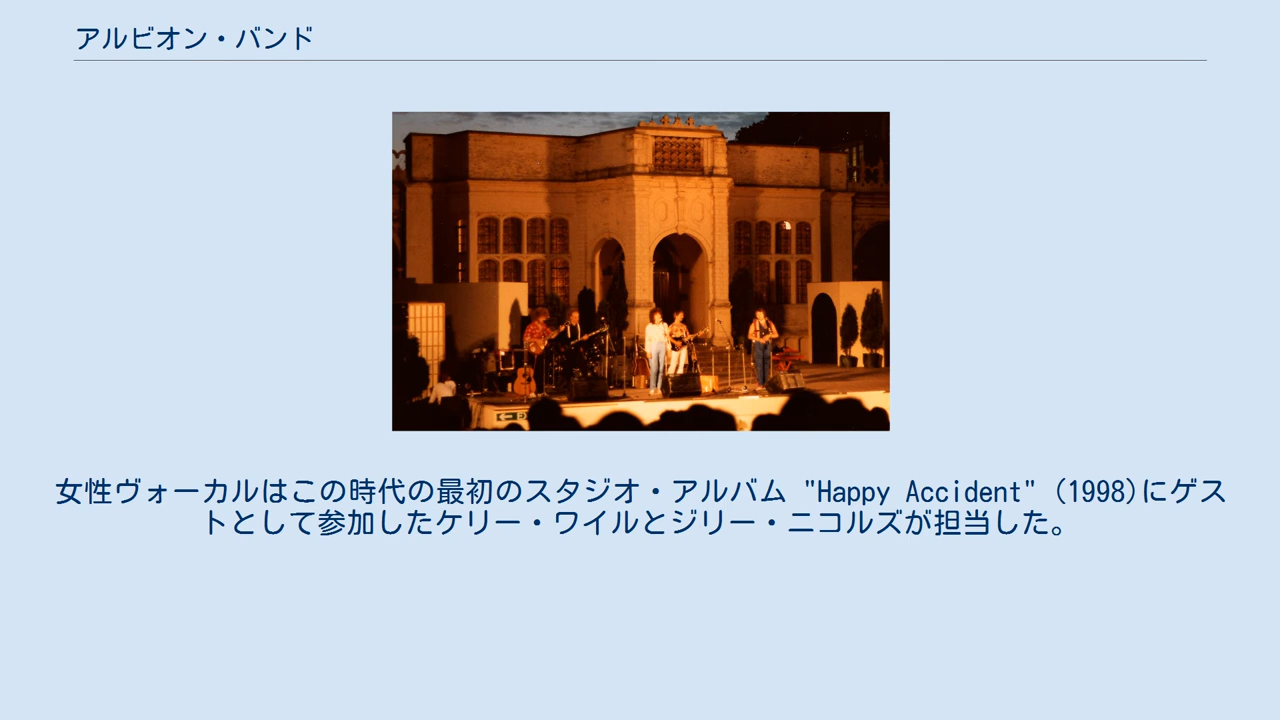 アルビオン・バンド
女性ヴォーカルはこの時代の最初のスタジオ・アルバム "Happy Accident" (1998)にゲス
トとして参加したケリー・ワイルとジリー・ニコルズが担当した。